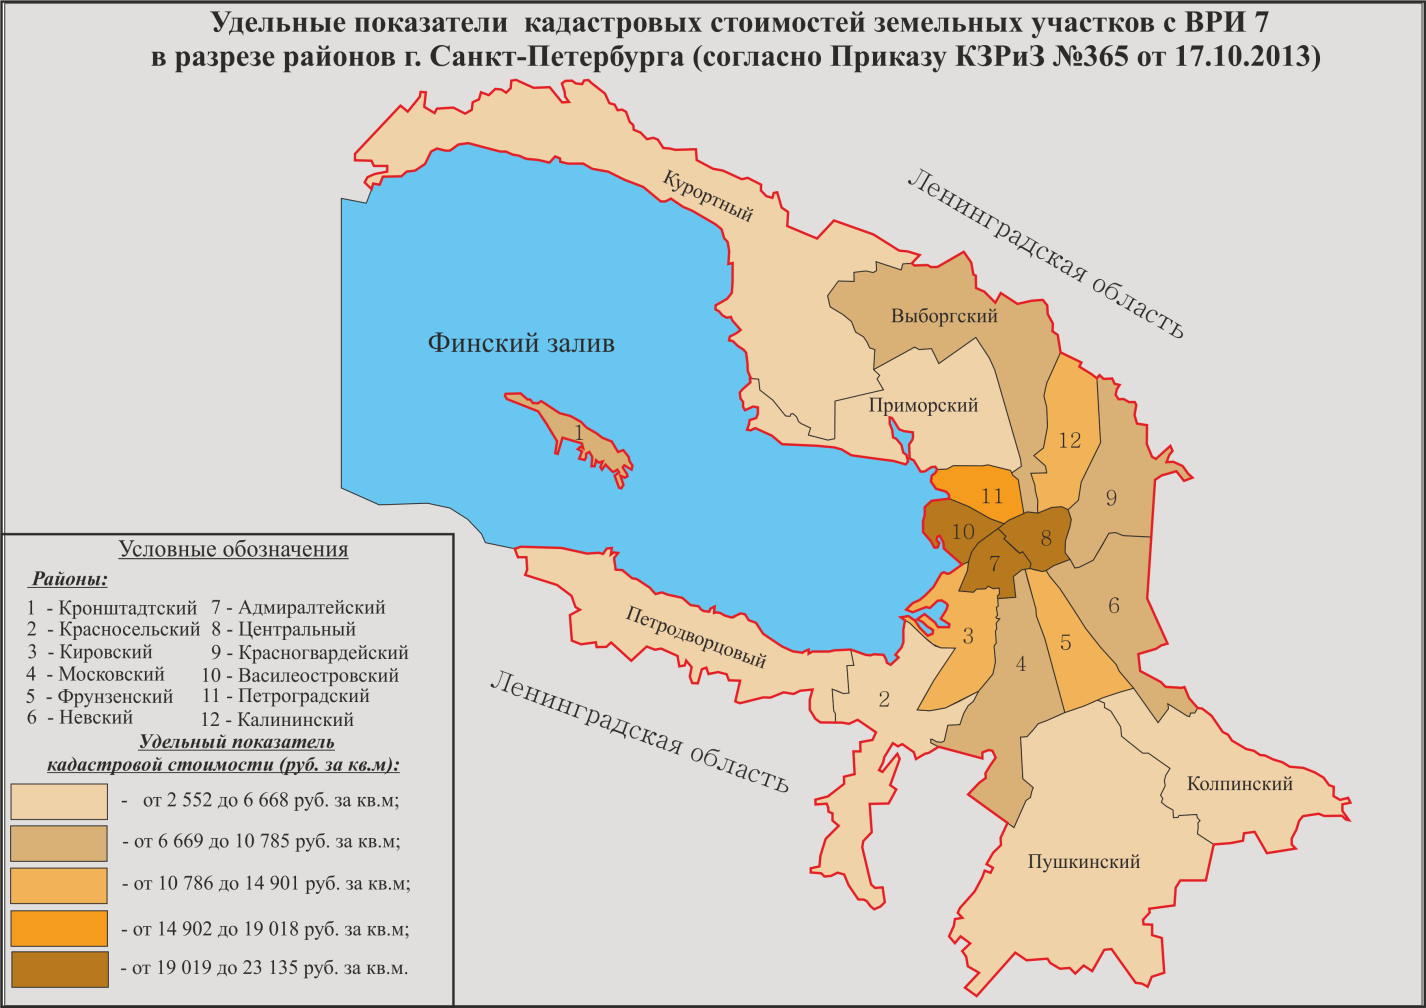 Удельные показатели кадастровых стоимостей земельных участков с ВРИ 7
в разрезе районов г. Санкт-Петербурга (согласно Приказу КЗРиЗ №365 от 17.10.2013)
Курортный
Ленинградская область
Выборгский
Финский залив
Приморский
1
12
9
11
10
8
7
6
3
5
4
2
Петродворцовый
Ленинградская область
Колпинский
Пушкинский
Условные обозначения
Районы:
1 - Кронштадтский 7 - Адмиралтейский
2 - Красносельский 8 - Центральный
3 - Кировский 9 - Красногвардейский
4 - Московский 10 - Василеостровский
5 - Фрунзенский 11 - Петроградский
6 - Невский 12 - Калининский
Удельный показатель
кадастровой стоимости (руб. за кв.м):
- от 2 552 до 6 668 руб. за кв.м;
- от 6 669 до 10 785 руб. за кв.м;
- от 10 786 до 14 901 руб. за кв.м;
- от 14 902 до 19 018 руб. за кв.м;
- от 19 019 до 23 135 руб. за кв.м.